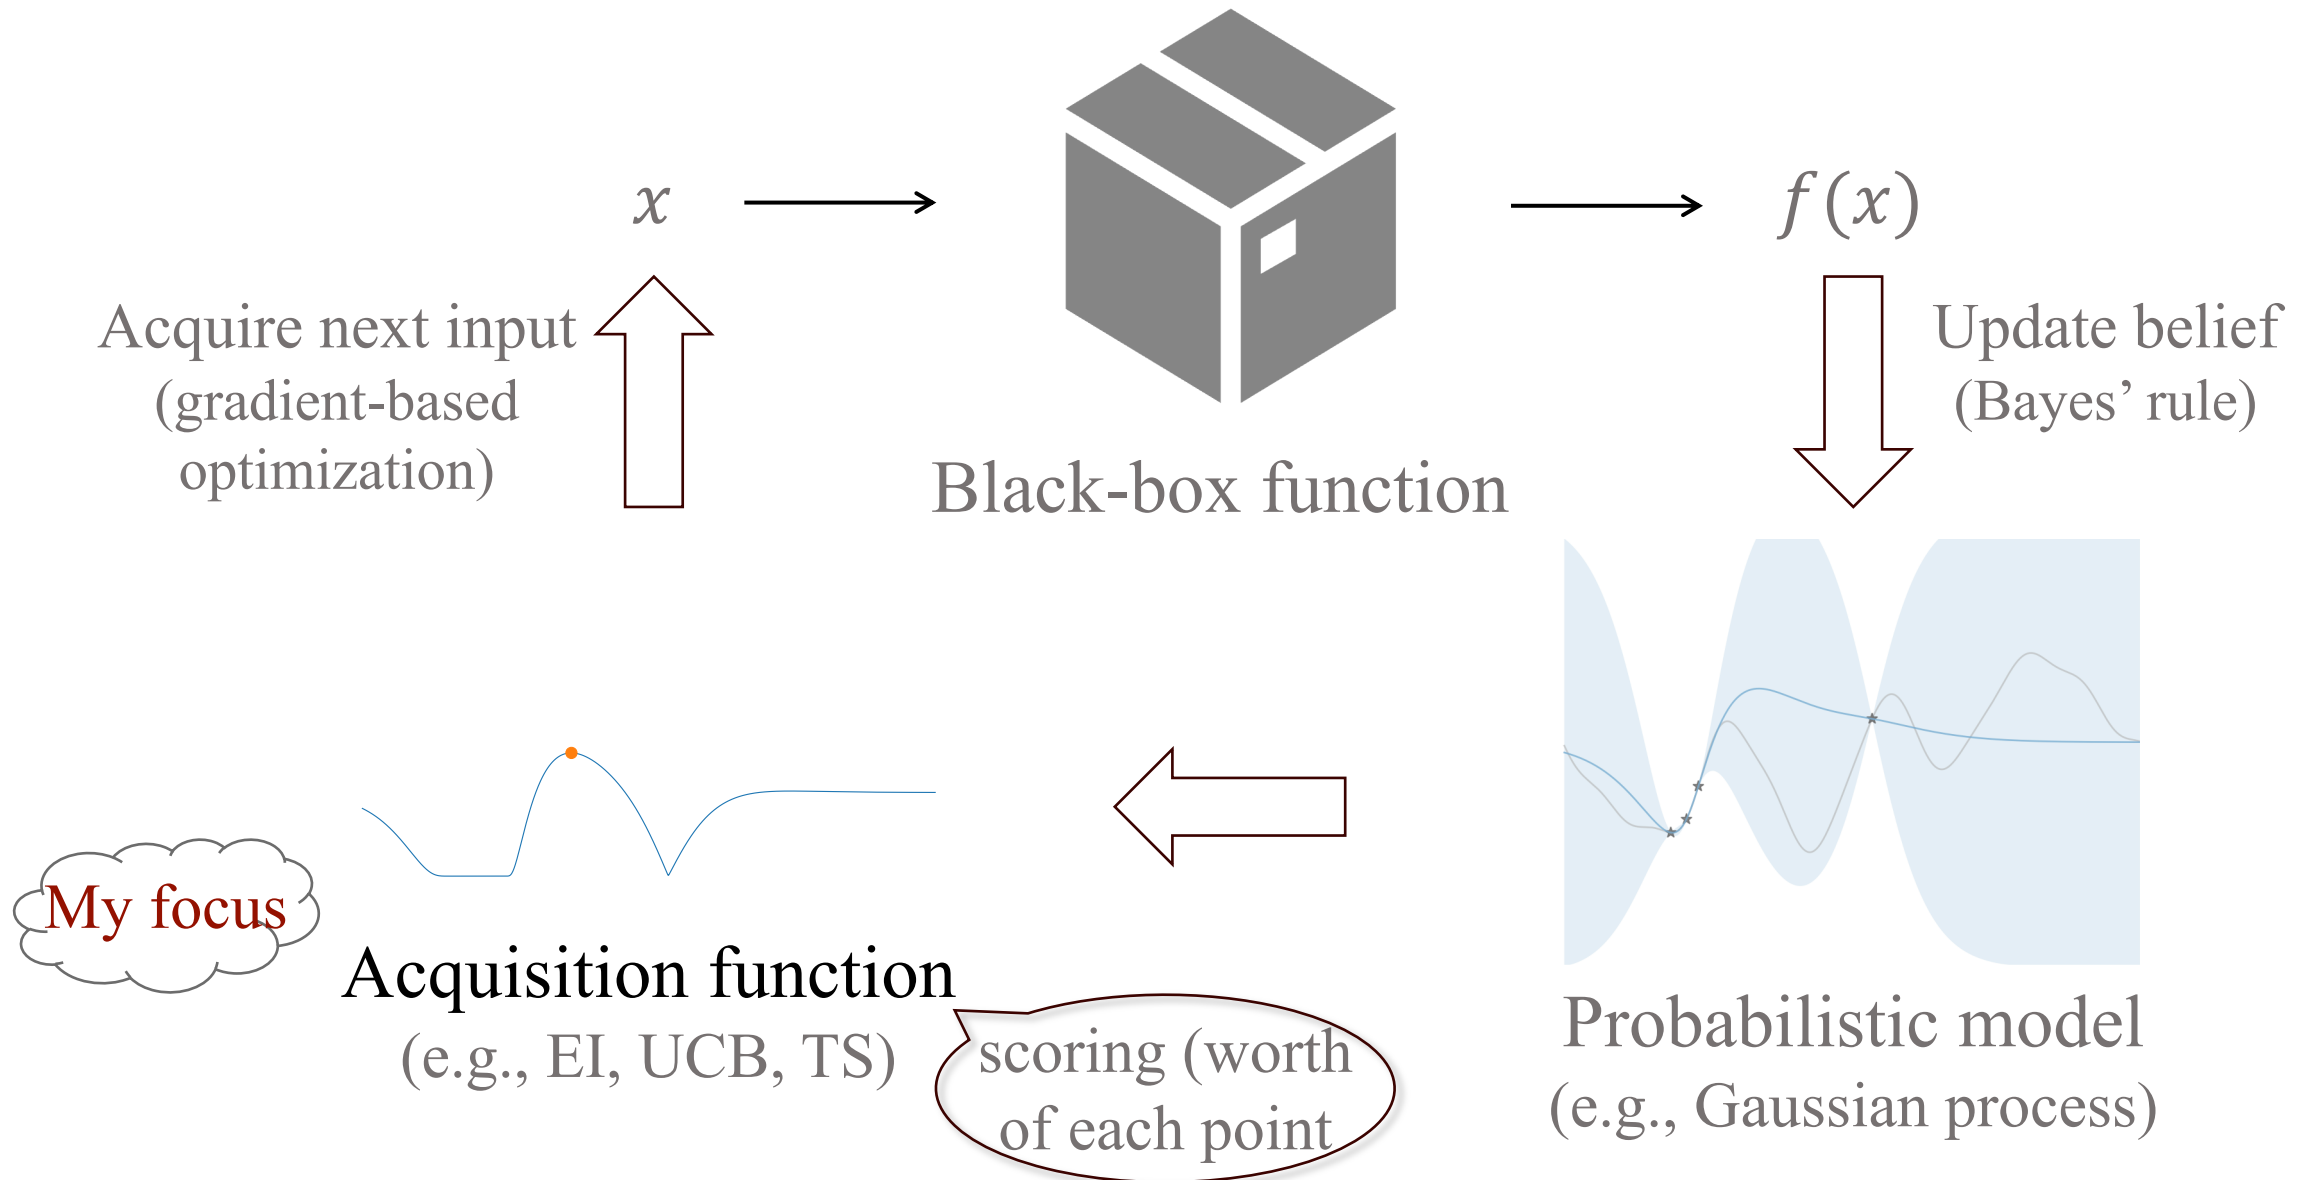 x
f(x)
Acquire next input
(gradient-based
optimization)
Black-box function
Update belief
(Bayes’ rule)
My focus
Acquisition function
(e.g., EI, UCB, TS)
scoring (worth
of each point
Probabilistic model
(e.g., Gaussian process)